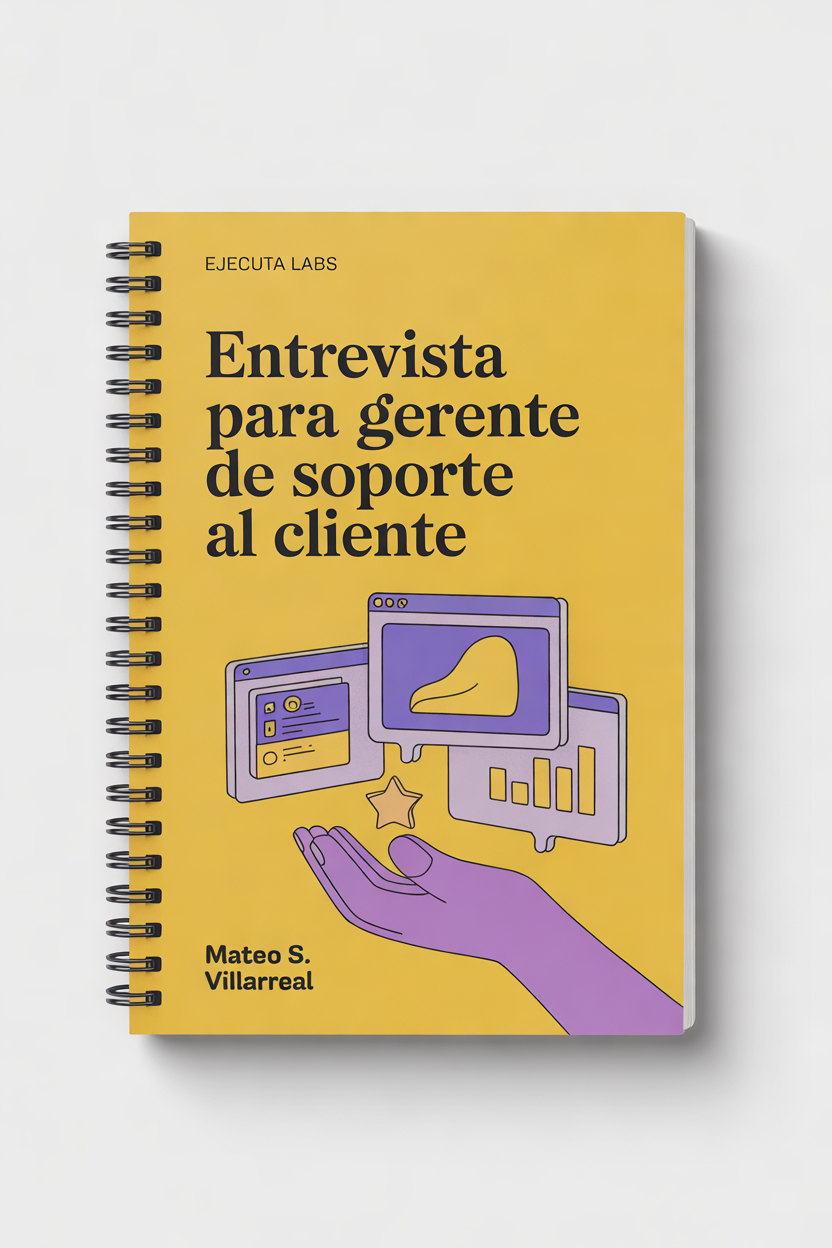 EJECUTA LABS
Entrevista
para gerente
de soporte
al cliente
Mateo S.
Villarreal